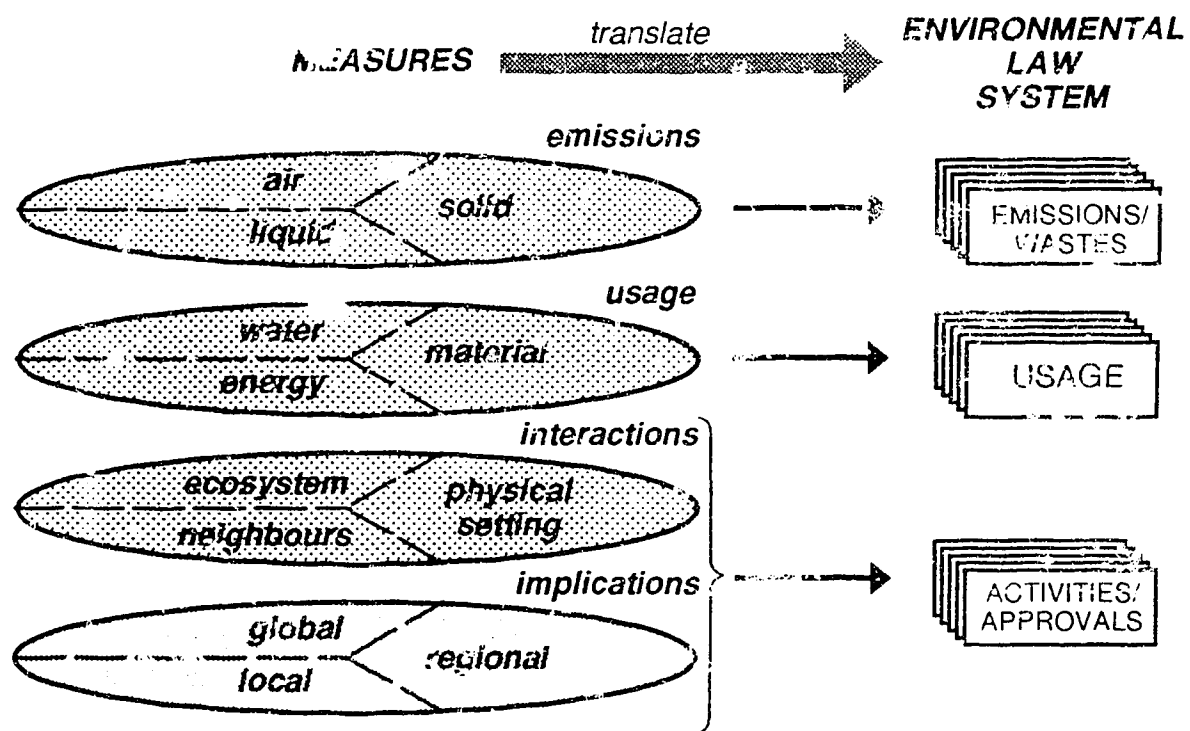 translate
MEASURES
ENVIRONMENTAL
LAW
SYSTEM
emissions
air
solid
liquid
EMISSIONS/
WASTES
usage
water
material
energy
USAGE
interactions
ecosystem
physical
setting
neighbours
implications
ACTIVITIES/
APPROVALS
global
regional
local